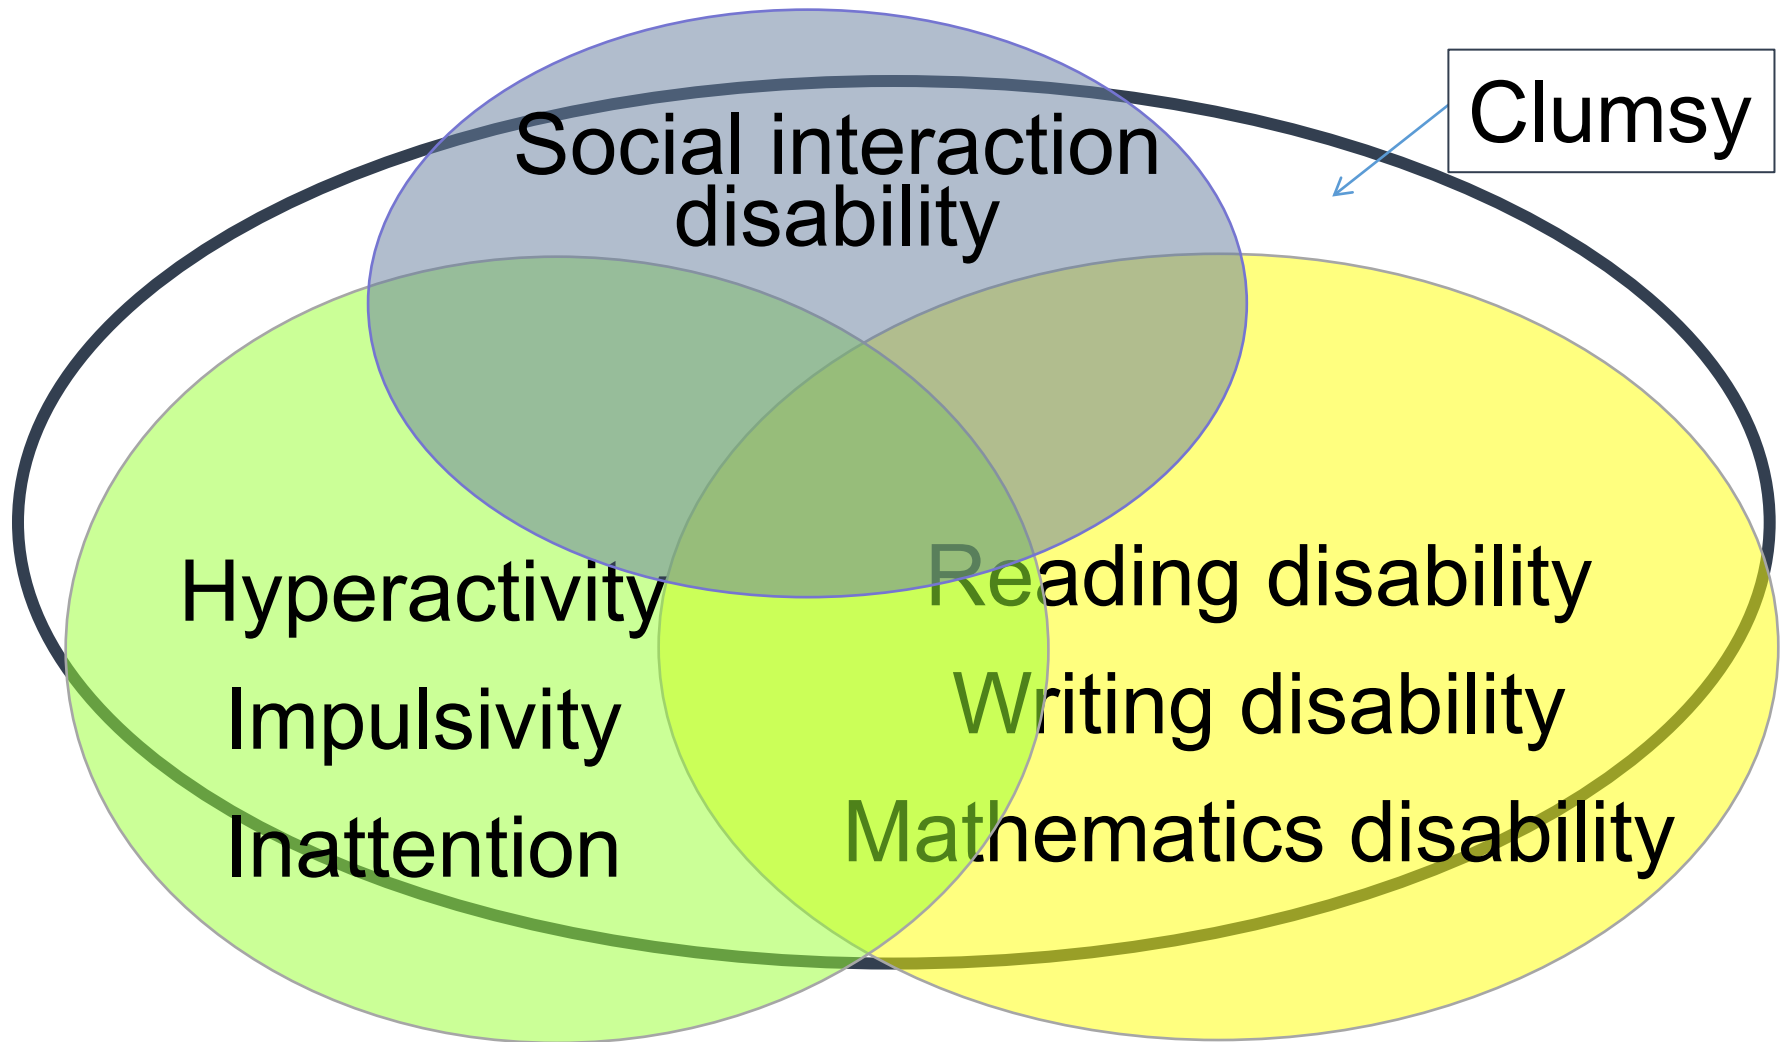 Clumsy
Social interaction
disability
Hyperactivity
Impulsivity
Inattention
Reading disability
Writing disability
Mathematics disability